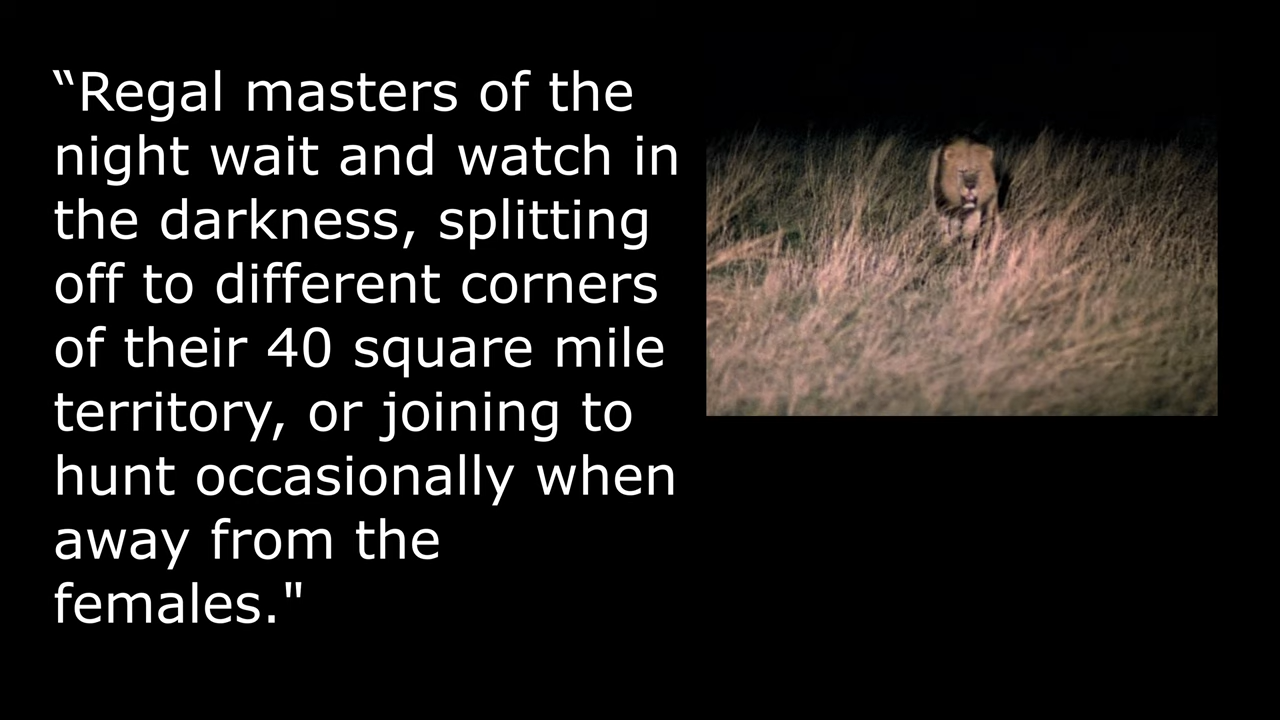 “Regal masters of the
night wait and watch in
the darkness, splitting
off to different corners
of their 40 square mile
territory, or joining to
hunt occasionally when
away from the
females."